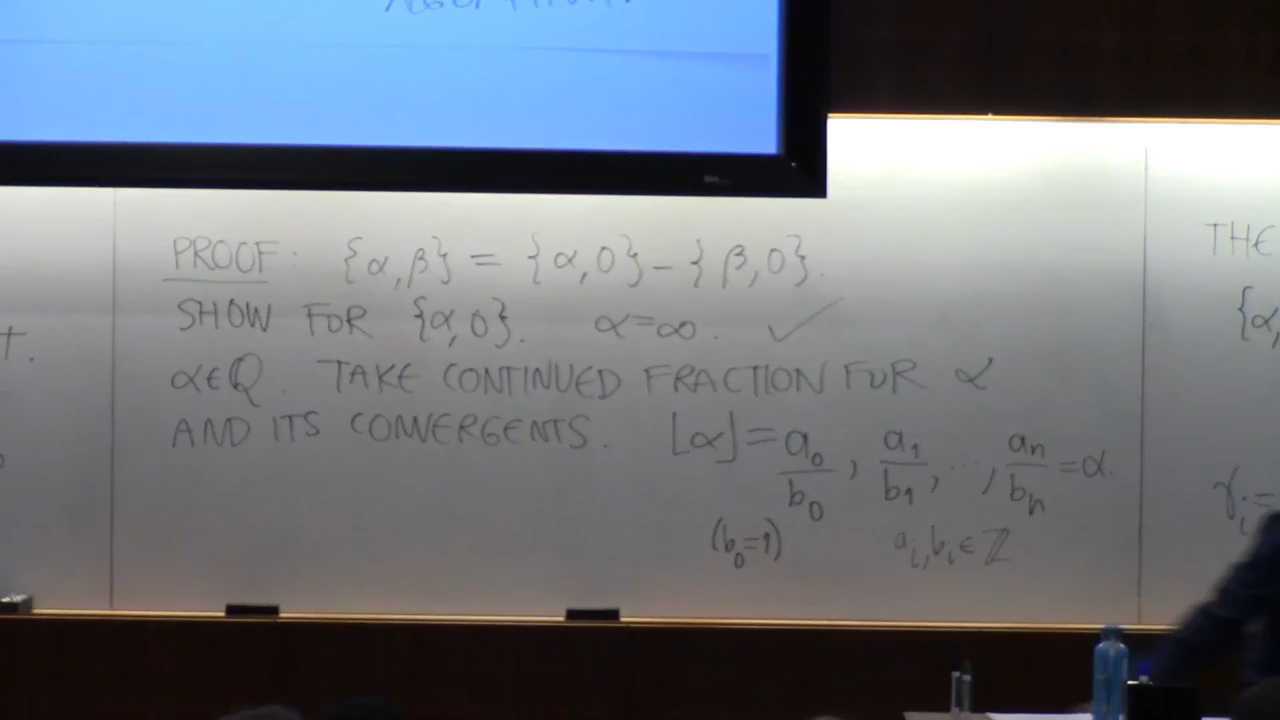 PROOF: {α,β} = {α,0} - {β,0}.
SHOW FOR {α,0}. α=∞. ✓
α∈Q. TAKE CONTINUED FRACTION FOR α
AND ITS CONVERGENTS. ⌊α⌋ = a₀/b₀, a₁/b₁, ..., aₙ/bₙ = α.
(b₀=1) aᵢ,bᵢ ∈ ℤ
THE
{α,
γᵢ=